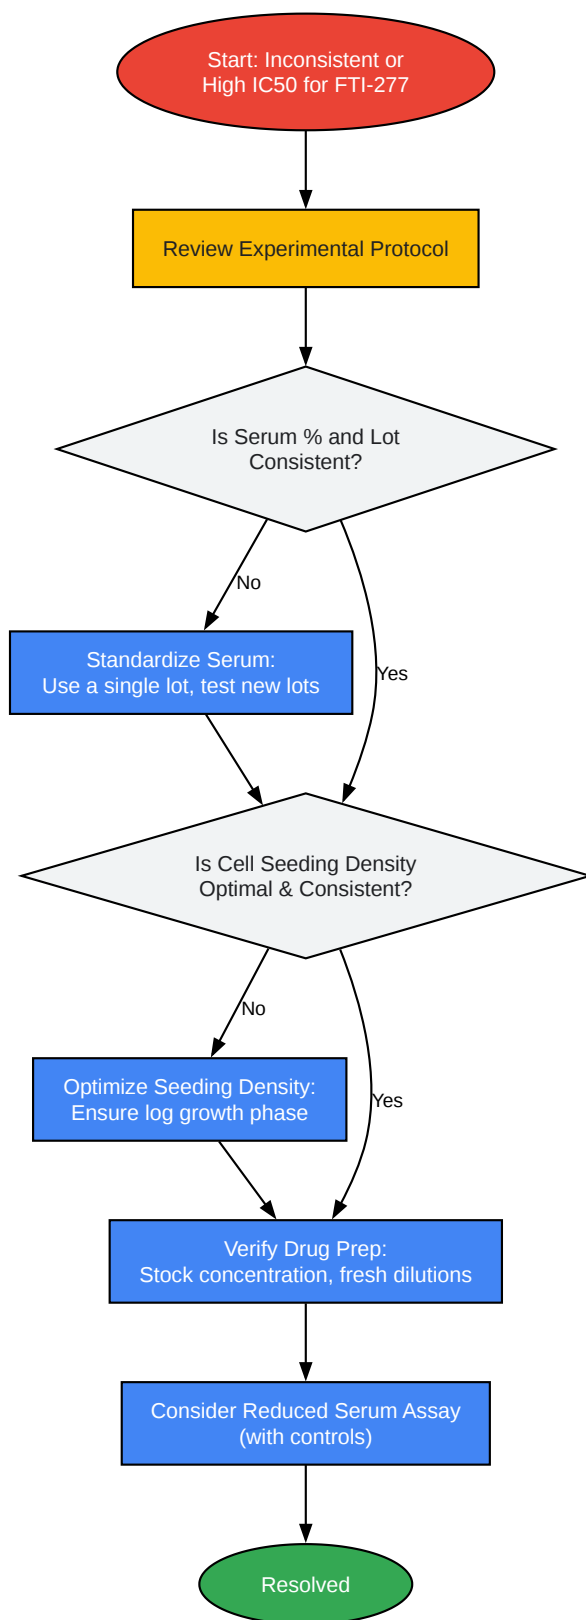 Start: Inconsistent or
High IC50 for FTI-277
Review Experimental Protocol
Is Serum % and Lot
Consistent?
No
Standardize Serum:
Use a single lot, test new lots
Yes
Is Cell Seeding Density
Optimal & Consistent?
No
Optimize Seeding Density:
Ensure log growth phase
Yes
Verify Drug Prep:
Stock concentration, fresh dilutions
Consider Reduced Serum Assay
(with controls)
Resolved